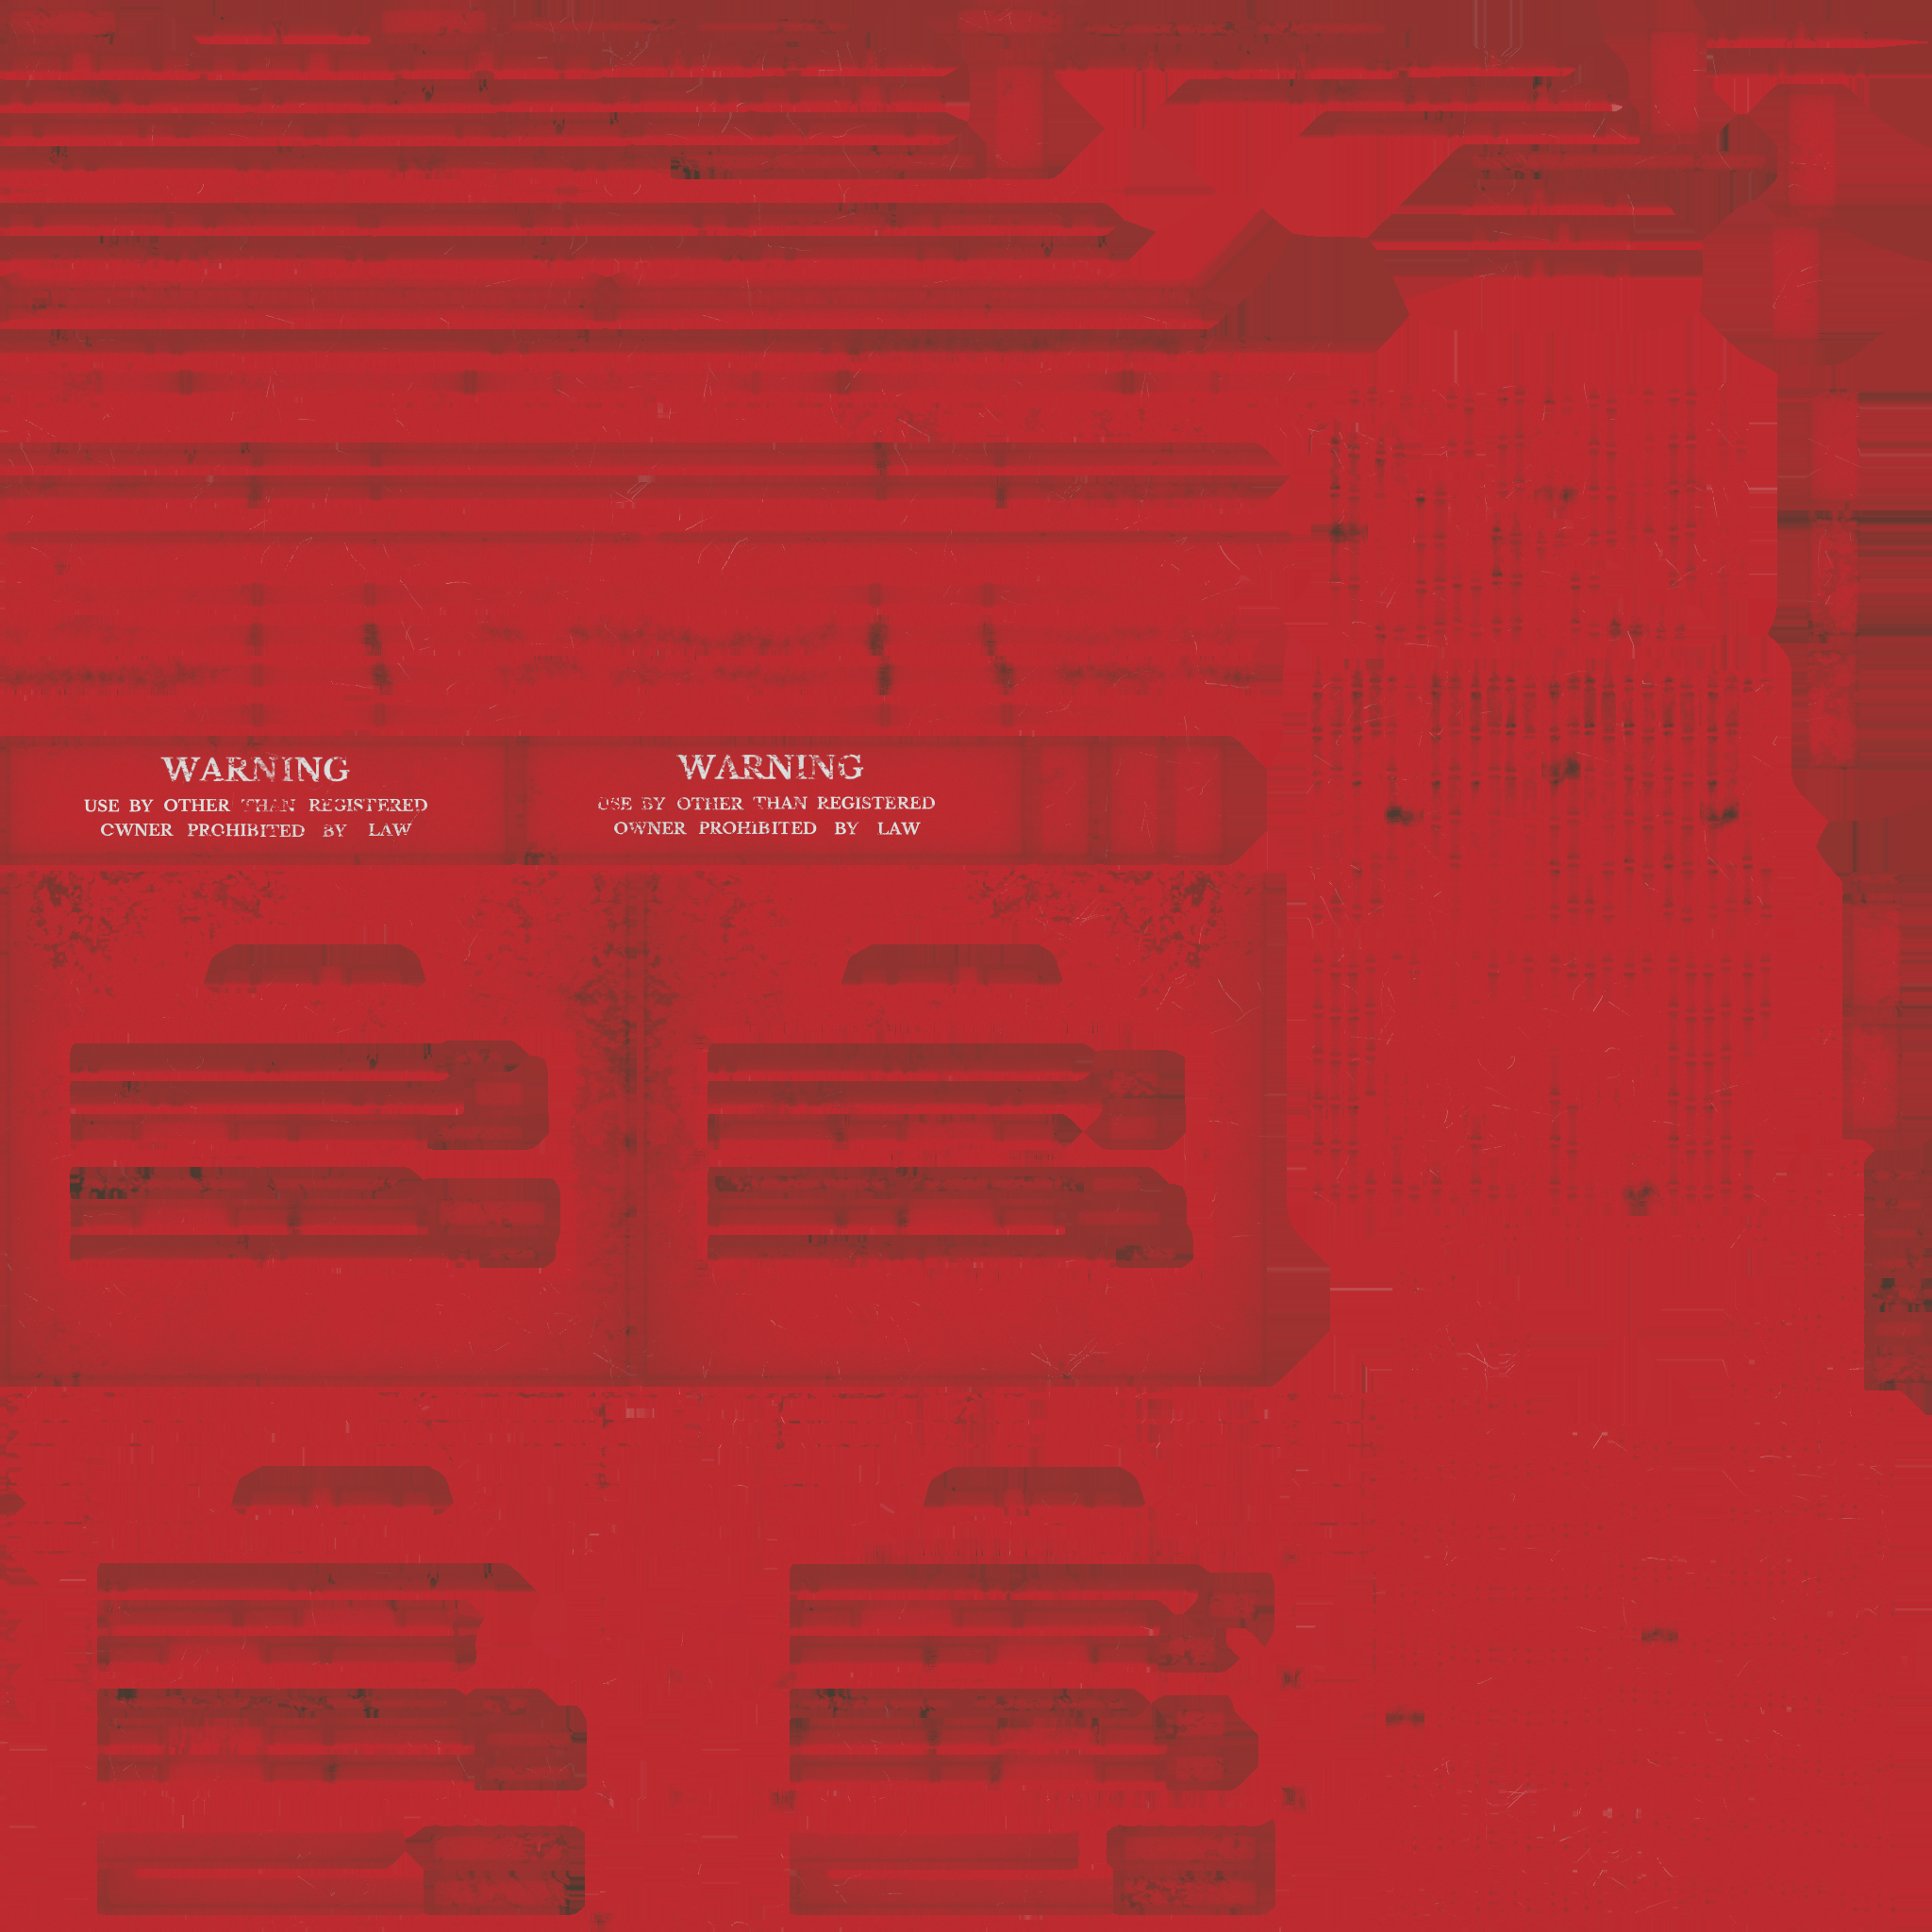 WARNING
USE BY OTHER THAN REGISTERED
OWNER PROHIBITED BY LAW
WARNING
USE BY OTHER THAN REGISTERED
OWNER PROHIBITED BY LAW